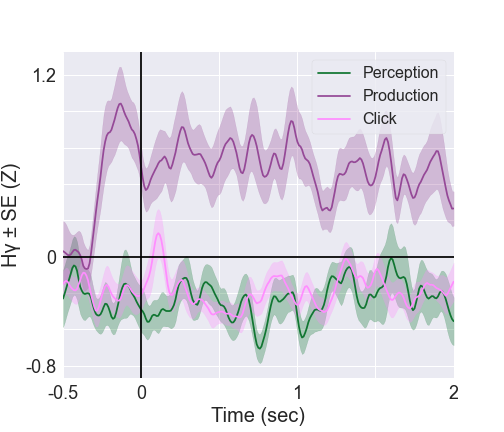 Perception
Production
Click
1.2
0
-0.8
Hγ ± SE (Z)
-0.5
0
1
2
Time (sec)